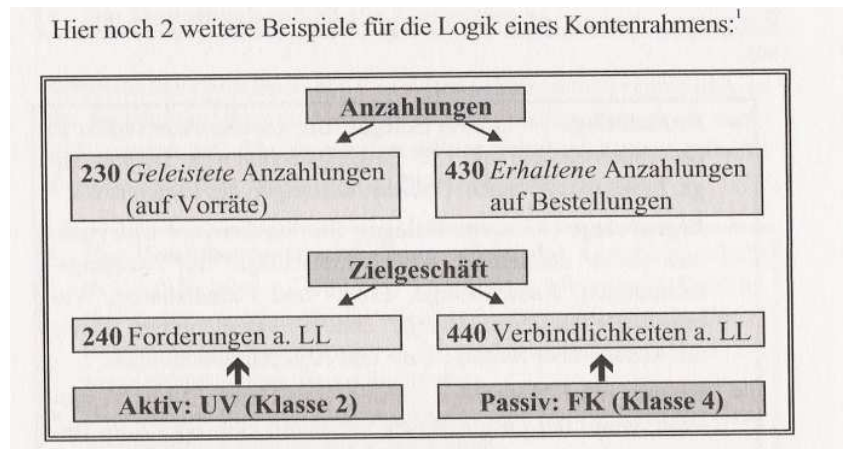 Hier noch 2 weitere Beispiele für die Logik eines Kontenrahmens:¹
Anzahlungen
230 Geleistete Anzahlungen
(auf Vorräte)
430 Erhaltene Anzahlungen
auf Bestellungen
Zielgeschäft
240 Forderungen a. LL
440 Verbindlichkeiten a. LL
Aktiv: UV (Klasse 2)
Passiv: FK (Klasse 4)